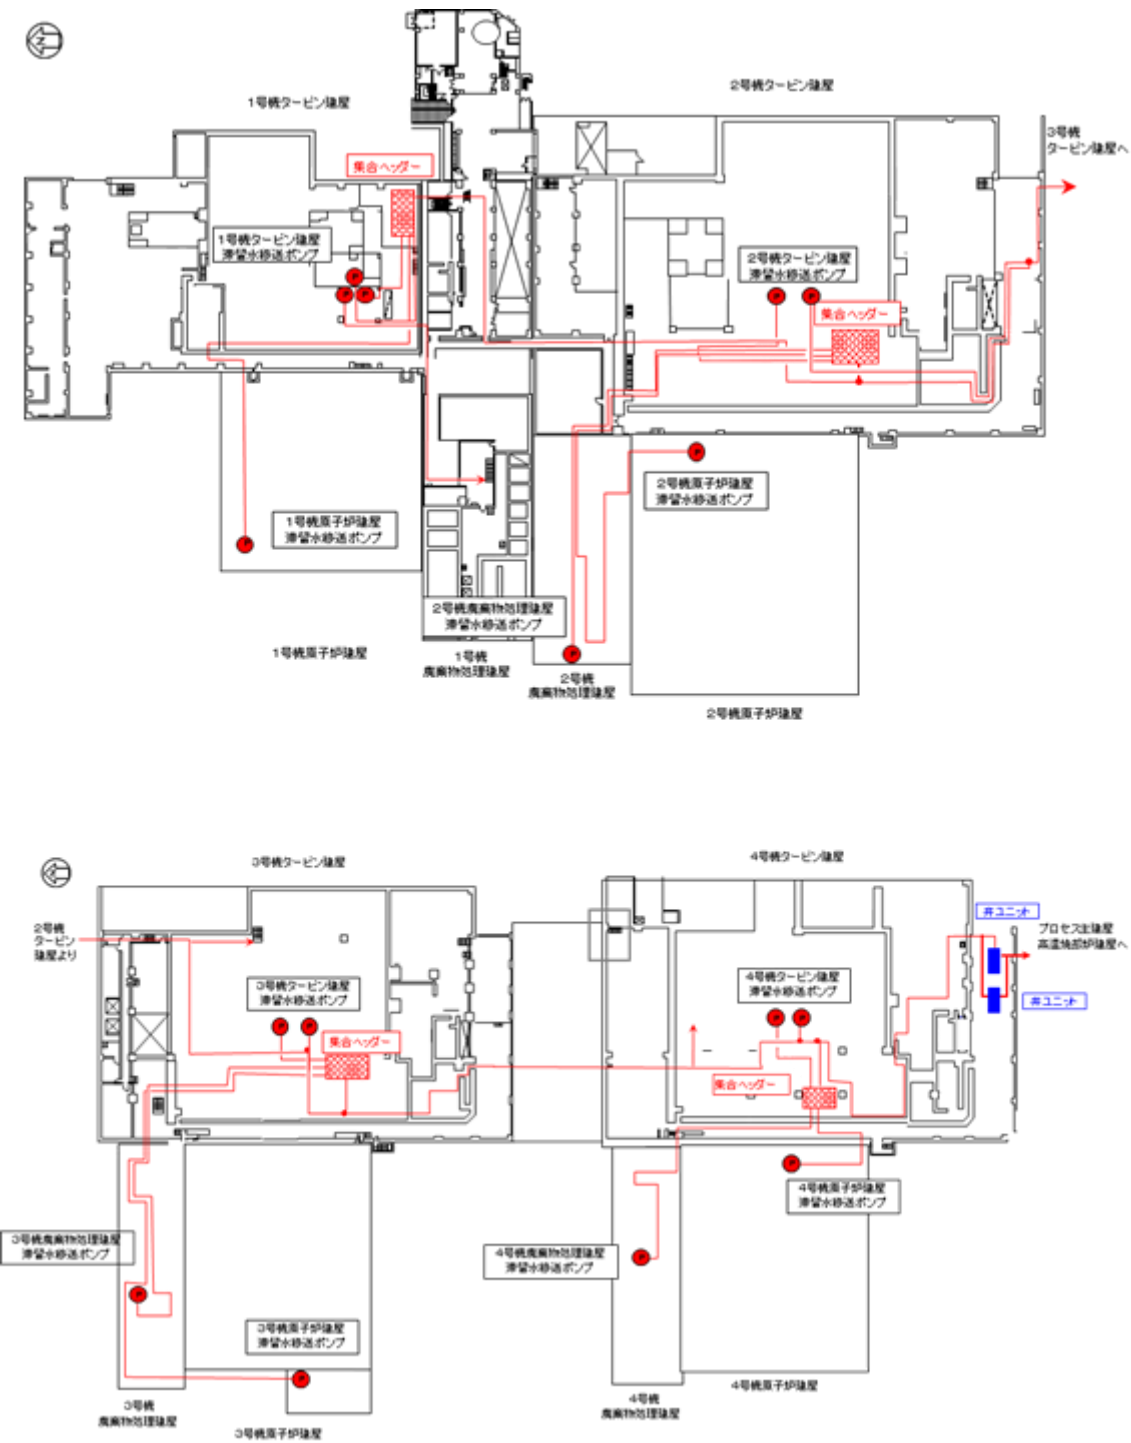 1号機タービン建屋
2号機タービン建屋
3号機
タービン建屋へ
集合ヘッダー
1号機タービン建屋
滞留水移送ポンプ
2号機タービン建屋
滞留水移送ポンプ
集合ヘッダー
2号機原子炉建屋
滞留水移送ポンプ
1号機原子炉建屋
滞留水移送ポンプ
2号機廃棄物処理建屋
滞留水移送ポンプ
1号機原子炉建屋
1号機
廃棄物処理建屋
2号機
廃棄物処理建屋
2号機原子炉建屋
3号機タービン建屋
4号機タービン建屋
2号機
タービン
建屋より
弁ユニット
プロセス主建屋
高温焼却炉建屋へ
3号機タービン建屋
滞留水移送ポンプ
4号機タービン建屋
滞留水移送ポンプ
弁ユニット
集合ヘッダー
集合ヘッダー
4号機原子炉建屋
滞留水移送ポンプ
3号機廃棄物処理建屋
滞留水移送ポンプ
4号機廃棄物処理建屋
滞留水移送ポンプ
3号機原子炉建屋
滞留水移送ポンプ
4号機原子炉建屋
3号機
廃棄物処理建屋
4号機
廃棄物処理建屋
3号機原子炉建屋